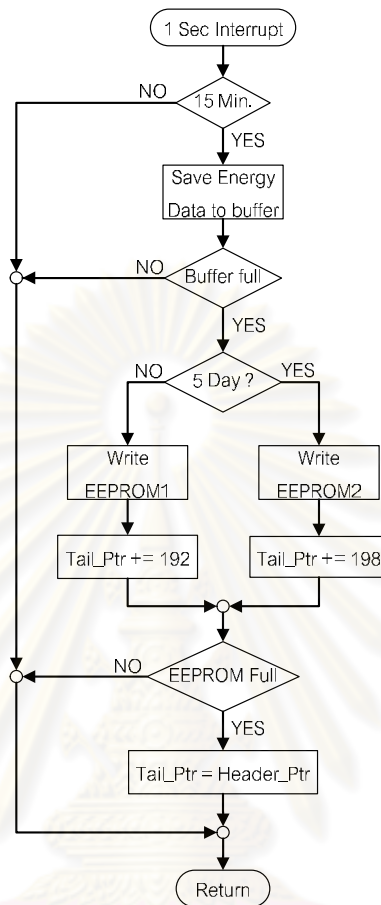 1 Sec Interrupt
NO
15 Min.
YES
Save Energy
Data to buffer
NO
Buffer full
YES
NO
5 Day ?
YES
Write
EEPROM1
Write
EEPROM2
Tail_Ptr += 192
Tail_Ptr += 198
NO
EEPROM Full
YES
Tail_Ptr = Header_Ptr
Return